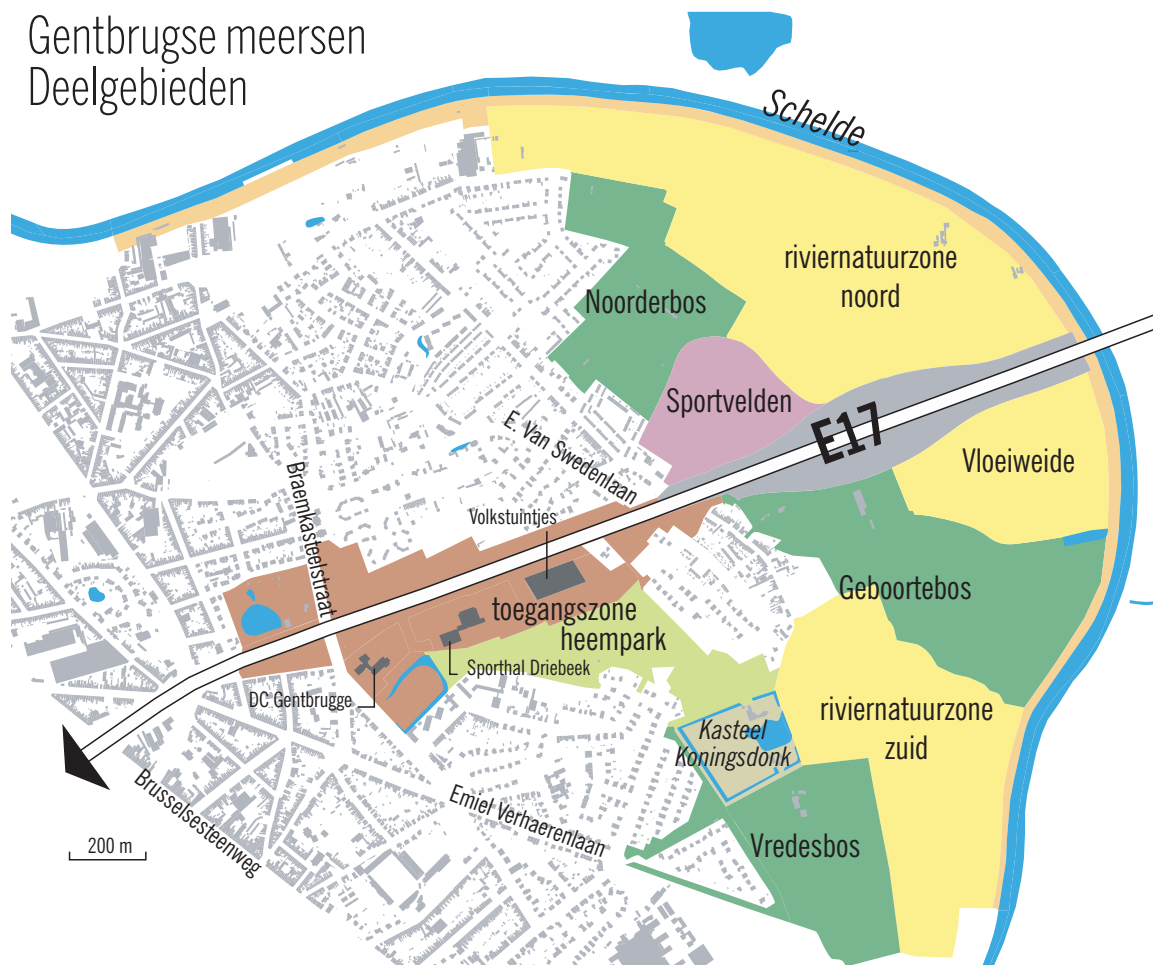 Gentbrugse meersen
Deelgebieden
Schelde
riviernatuurzone
noord
Noorderbos
Sportvelden
E17
E. Van Swedenlaan
Vloeiweide
Braemkasteelstraat
Volkstuintjes
Geboortebos
toegangszone
heempark
Sporthal Driebeek
DC Gentbrugge
riviernatuurzone
zuid
Kasteel
Koningsdonk
Brusselsesteenweg
Emiel Verhaerenlaan
Vredesbos
200 m